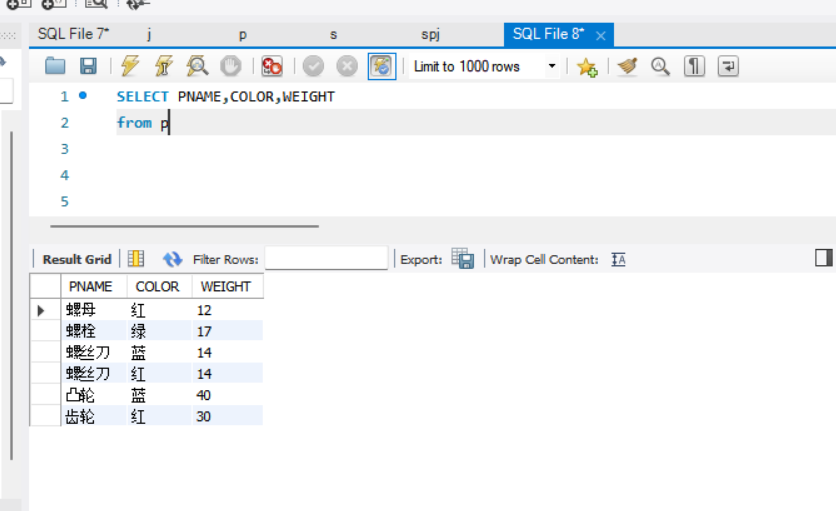 SQL File 7* j p s spj SQL File 8* ×
Limit to 1000 rows
1 SELECT PNAME,COLOR,WEIGHT
2 from p
3
4
5
Result Grid Filter Rows: Export: Wrap Cell Content: IA
PNAME COLOR WEIGHT
螺母 红 12
螺栓 绿 17
螺丝刀 蓝 14
螺丝刀 红 14
凸轮 蓝 40
齿轮 红 30